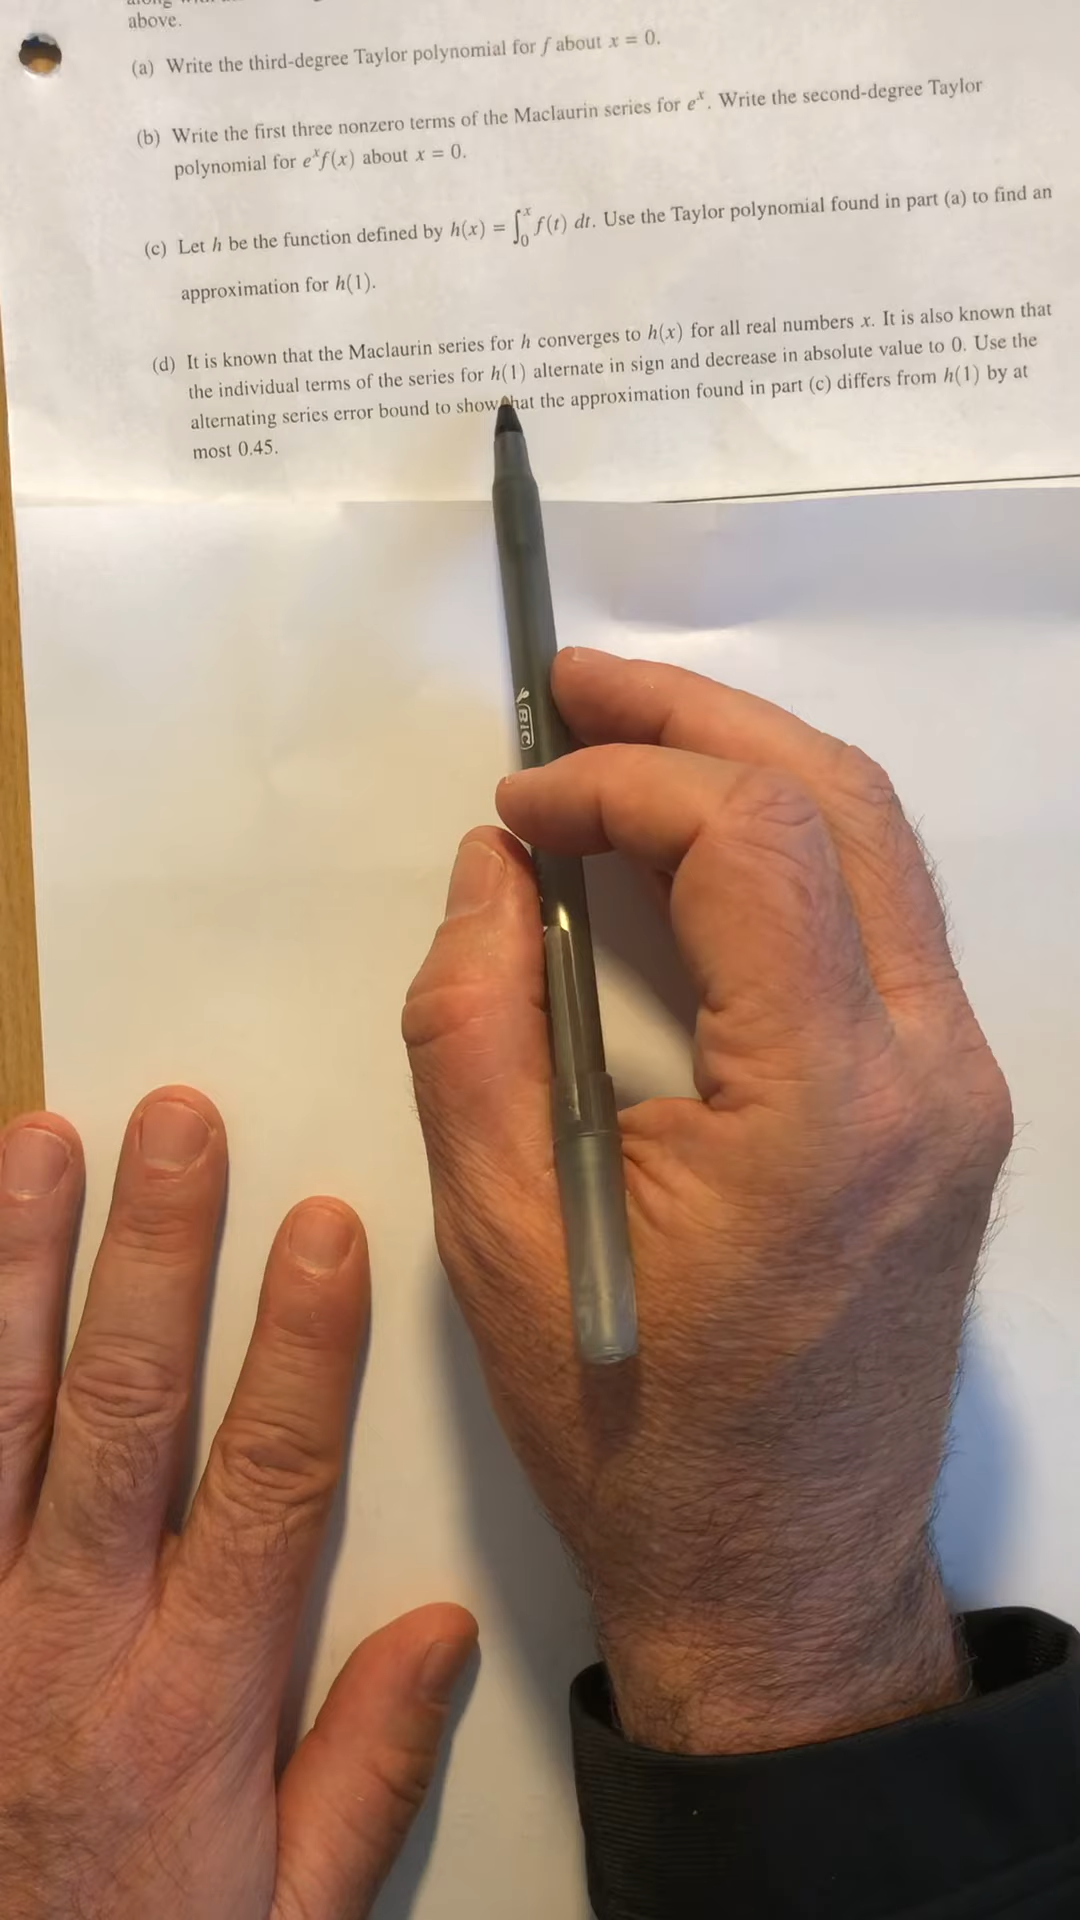 above.
(a) Write the third-degree Taylor polynomial for f about x = 0.
(b) Write the first three nonzero terms of the Maclaurin series for eˣ. Write the second-degree Taylor
polynomial for eˣf(x) about x = 0.
(c) Let h be the function defined by h(x) = ∫₀ˣ f(t) dt. Use the Taylor polynomial found in part (a) to find an
approximation for h(1).
(d) It is known that the Maclaurin series for h converges to h(x) for all real numbers x. It is also known that
the individual terms of the series for h(1) alternate in sign and decrease in absolute value to 0. Use the
alternating series error bound to show that the approximation found in part (c) differs from h(1) by at
most 0.45.
BIC